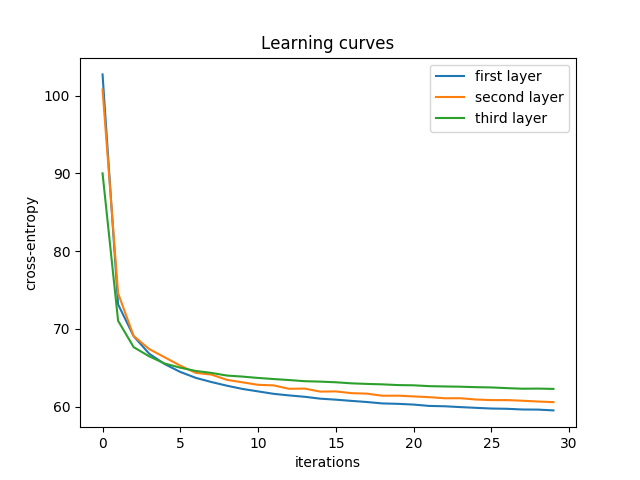 Learning curves
first layer
second layer
third layer
cross-entropy
100
90
80
70
60
0 5 10 15 20 25 30
iterations